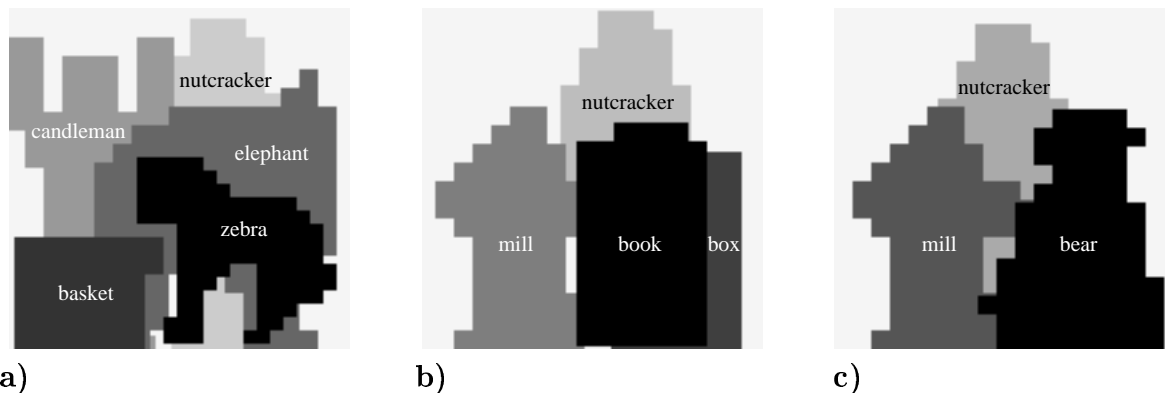 nutcracker
candleman
elephant
zebra
basket
a)
nutcracker
mill
book
box
b)
nutcracker
mill
bear
c)